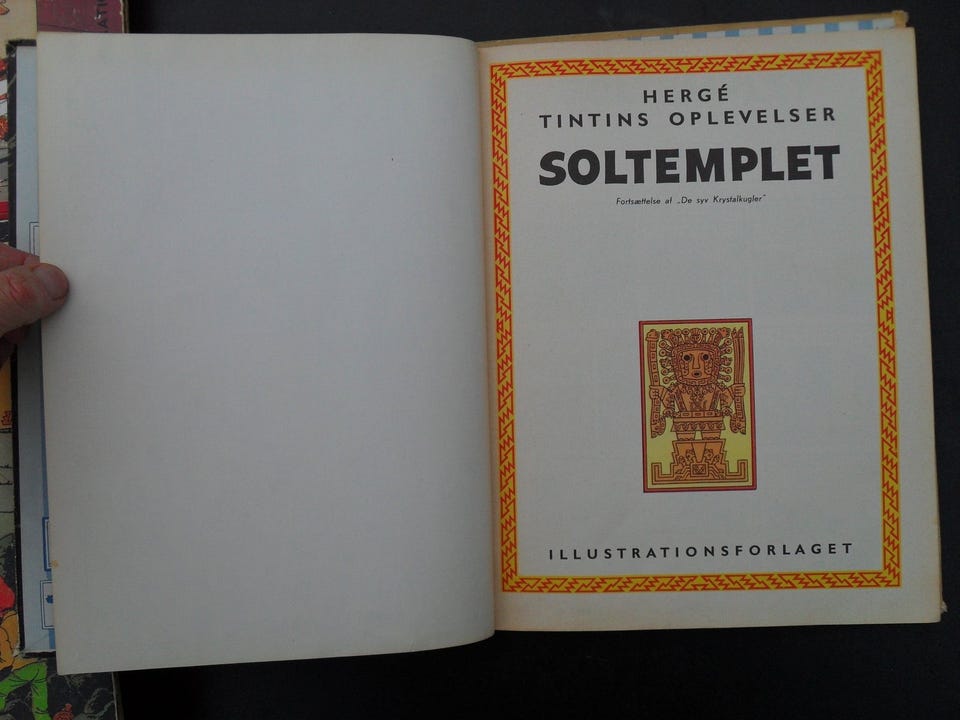 HERGÉ
TINTINS OPLEVELSER
SOLTEMPLET
Fortsættelse af „De syv Krystalkugler"
ILLUSTRATIONSFORLAGET